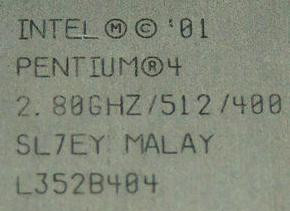 INTEL Ⓜ © '01
PENTIUM® 4
2.80GHZ/512/400
SL7EY MALAY
L352B404